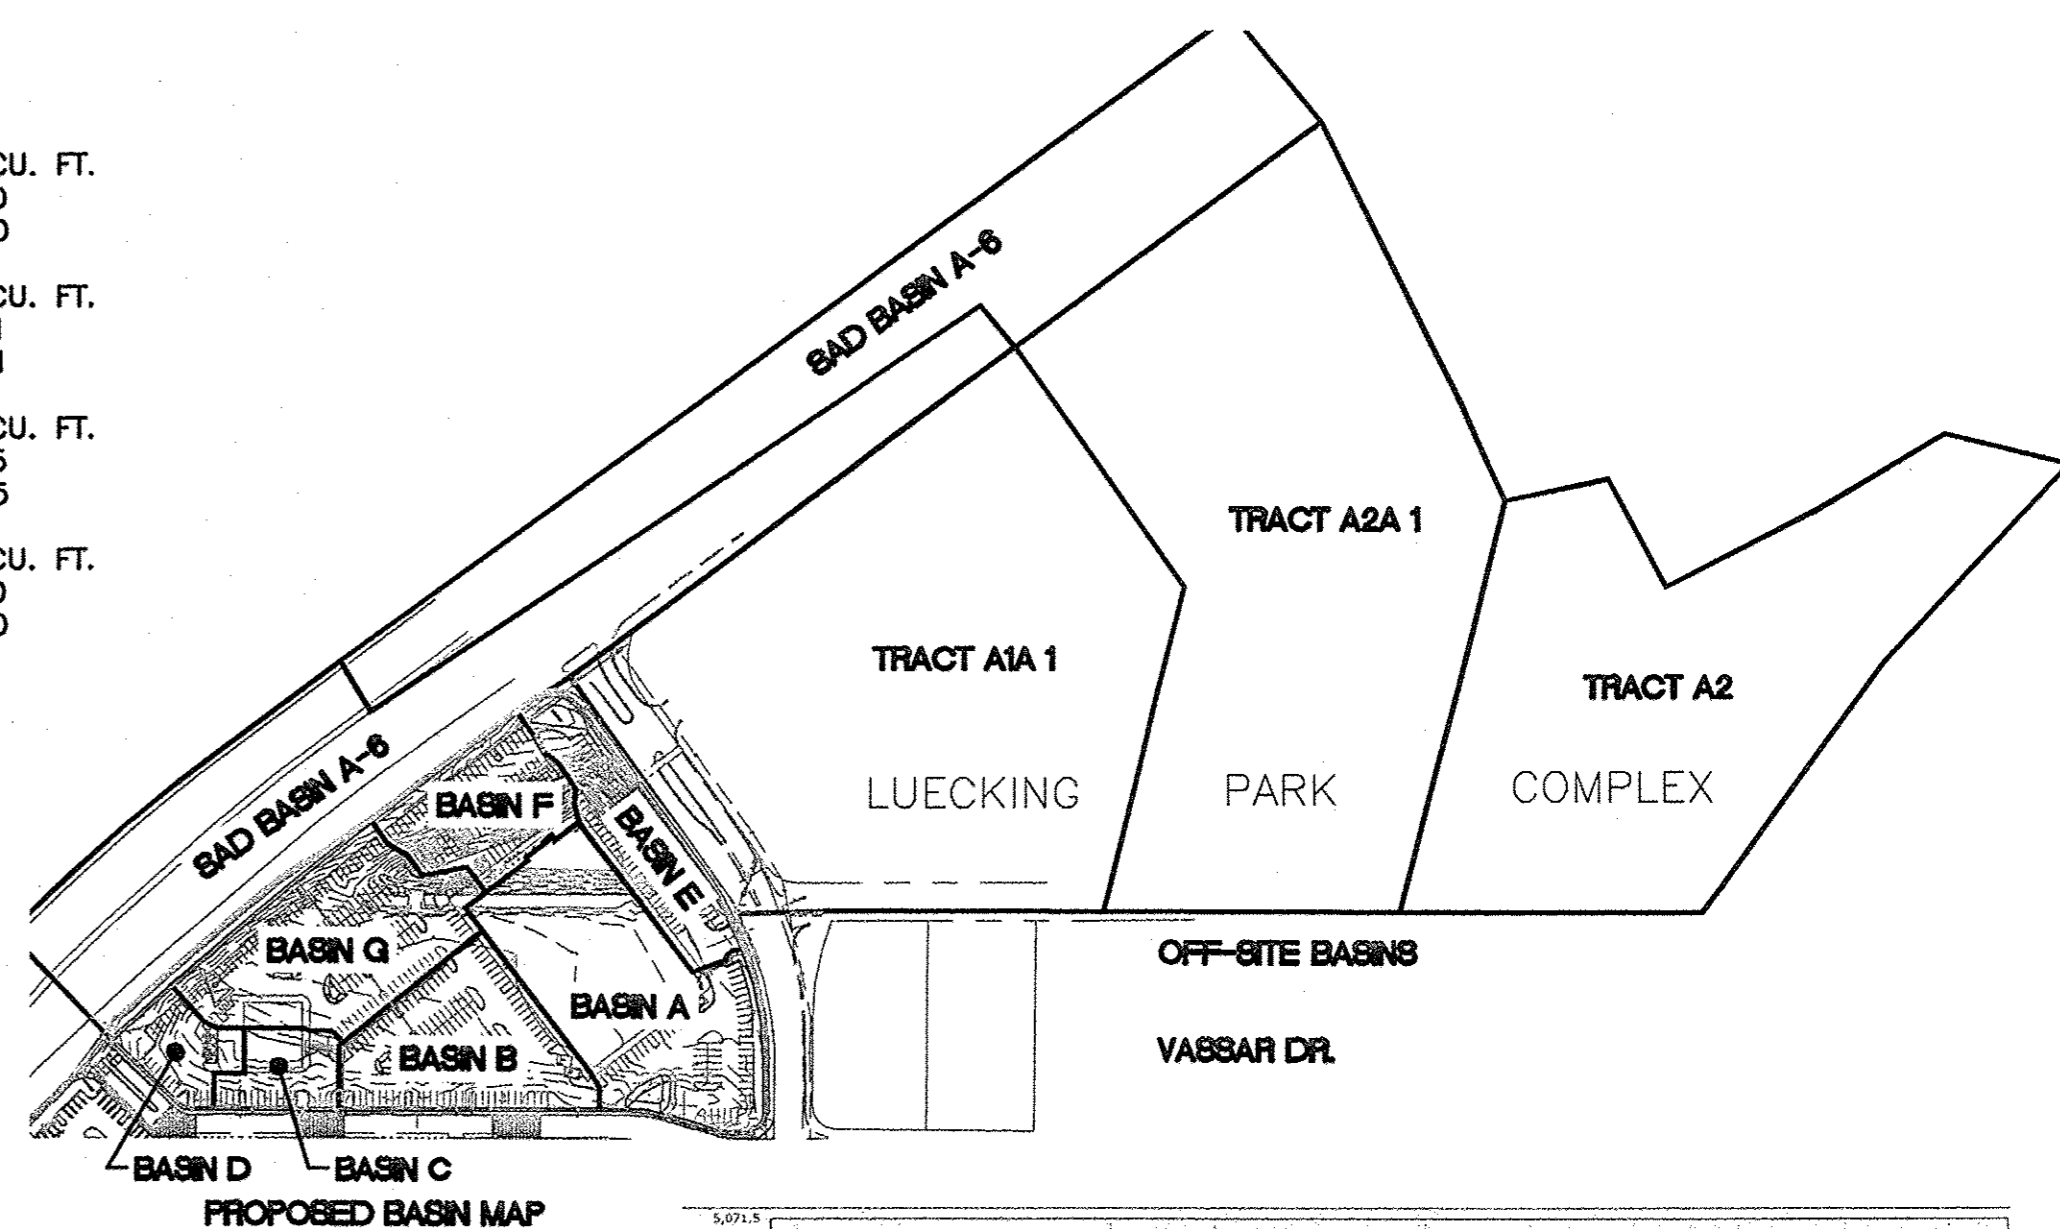 CU. FT.
CU. FT.
CU. FT.
CU. FT.
SAD BASIN A-6
TRACT A2A 1
TRACT A1A 1
TRACT A2
SAD BASIN A-6
BASIN F
LUECKING PARK COMPLEX
BASIN E
BASIN G
OFF-SITE BASINS
BASIN A
BASIN B
VASSAR DR.
BASIN D
BASIN C
PROPOSED BASIN MAP
5,071.5